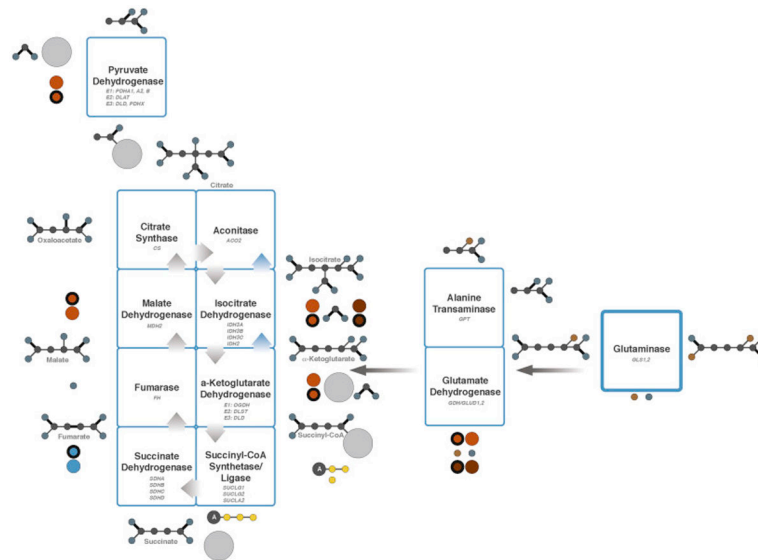 Pyruvate
Dehydrogenase
E1: PDHA1, A2, B
E2: DLAT
E3: DLD, PDHX
Citrate
Oxaloacetate
Citrate
Synthase
CS
Aconitase
ACO2
Isocitrate
Malate
Dehydrogenase
MDH2
Isocitrate
Dehydrogenase
IDH3A
IDH3B
IDH3G
IDH2
Alanine
Transaminase
GPT
Malate
α-Ketoglutarate
Glutaminase
GLS1,2
Fumarase
FH
a-Ketoglutarate
Dehydrogenase
E1: OGDH
E2: DLST
E3: DLD
Glutamate
Dehydrogenase
GDH/GLUD1,2
Fumarate
Succinyl-CoA
Succinate
Dehydrogenase
SDHA
SDHB
SDHC
SDHD
Succinyl-CoA
Synthetase/
Ligase
SUCLG1
SUCLG2
SUCLA2
A
A
Succinate